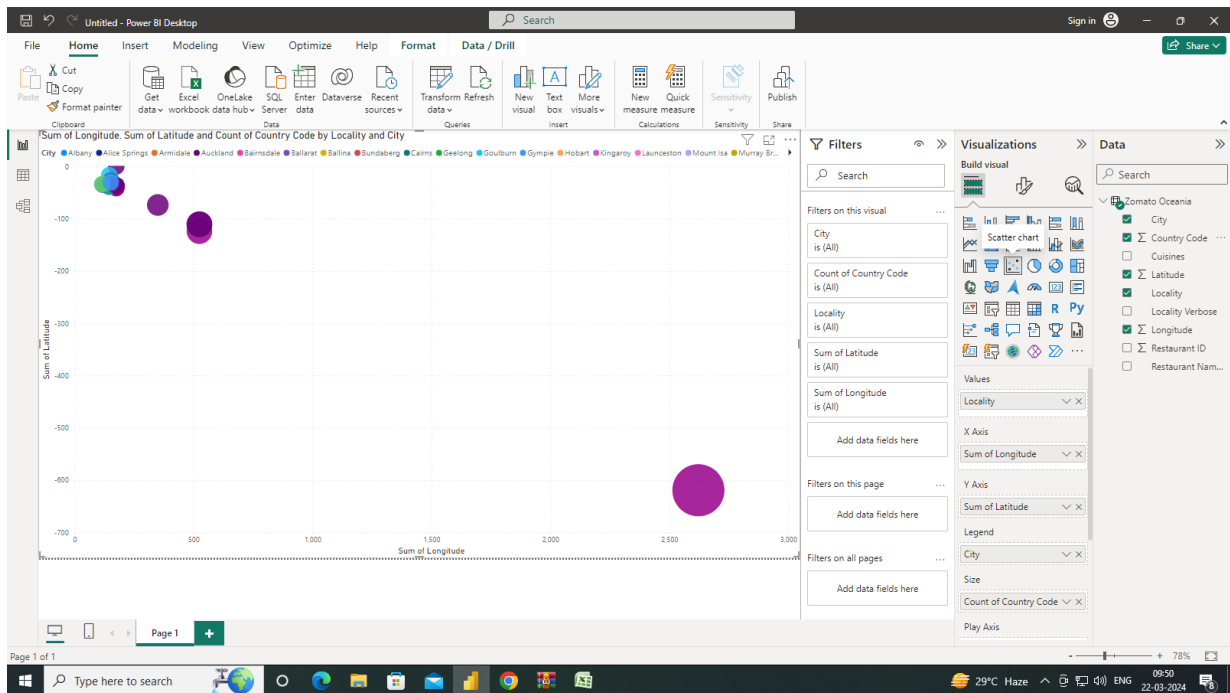 Untitled - Power BI Desktop
Search
Sign in
File Home Insert Modeling View Optimize Help Format Data / Drill
Share
Paste
Cut
Copy
Format painter
Get data
Excel workbook
OneLake data hub
SQL Server
Enter data
Dataverse
Recent sources
Transform data
Refresh
New visual
Text box
More visuals
New measure
Quick measure
Sensitivity
Publish
Clipboard Data Queries Insert Calculations Sensitivity Share
Sum of Longitude, Sum of Latitude and Count of Country Code by Locality and City
City Albany Alice Springs Armidale Auckland Bairnsdale Ballarat Ballina Bundaberg Cairns Geelong Goulburn Gympie Hobart Kingaroy Launceston Mount Isa Murray Br...
0
-100
-200
-300
-400
-500
-600
-700
Sum of Latitude
0 500 1,000 1,500 2,000 2,500 3,000
Sum of Longitude
Filters
Search
Filters on this visual ...
City
is (All)
Count of Country Code
is (All)
Locality
is (All)
Sum of Latitude
is (All)
Sum of Longitude
is (All)
Add data fields here
Filters on this page ...
Add data fields here
Filters on all pages ...
Add data fields here
Visualizations
Build visual
Scatter chart
123
R Py
123
...
Values
Locality
X Axis
Sum of Longitude
Y Axis
Sum of Latitude
Legend
City
Size
Count of Country Code
Play Axis
Data
Search
Zomato Oceania
City
Country Code ...
Cuisines
Latitude
Locality
Locality Verbose
Longitude
Restaurant ID
Restaurant Nam...
Page 1
Page 1 of 1
- + 78%
Type here to search
29°C Haze
ENG
09:50
22-03-2024
8